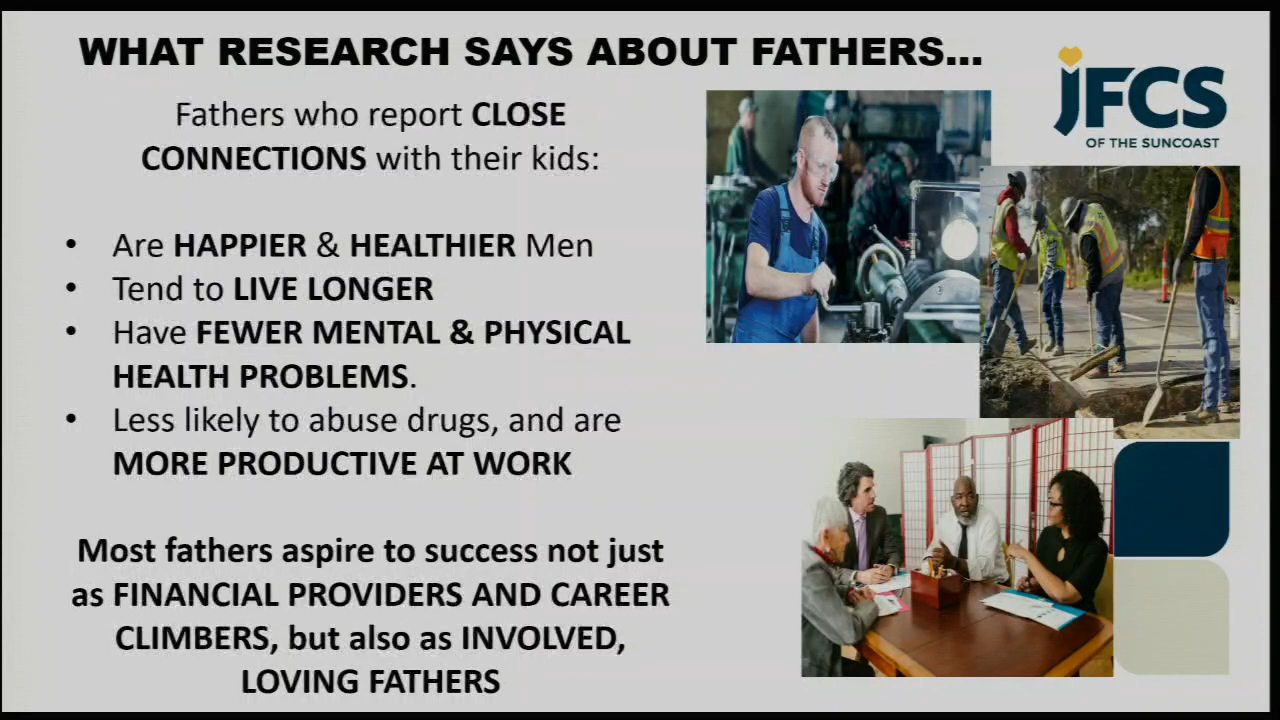 WHAT RESEARCH SAYS ABOUT FATHERS...
jFCS
OF THE SUNCOAST
Fathers who report CLOSE
CONNECTIONS with their kids:
• Are HAPPIER & HEALTHIER Men
• Tend to LIVE LONGER
• Have FEWER MENTAL & PHYSICAL
HEALTH PROBLEMS.
• Less likely to abuse drugs, and are
MORE PRODUCTIVE AT WORK
Most fathers aspire to success not just
as FINANCIAL PROVIDERS AND CAREER
CLIMBERS, but also as INVOLVED,
LOVING FATHERS